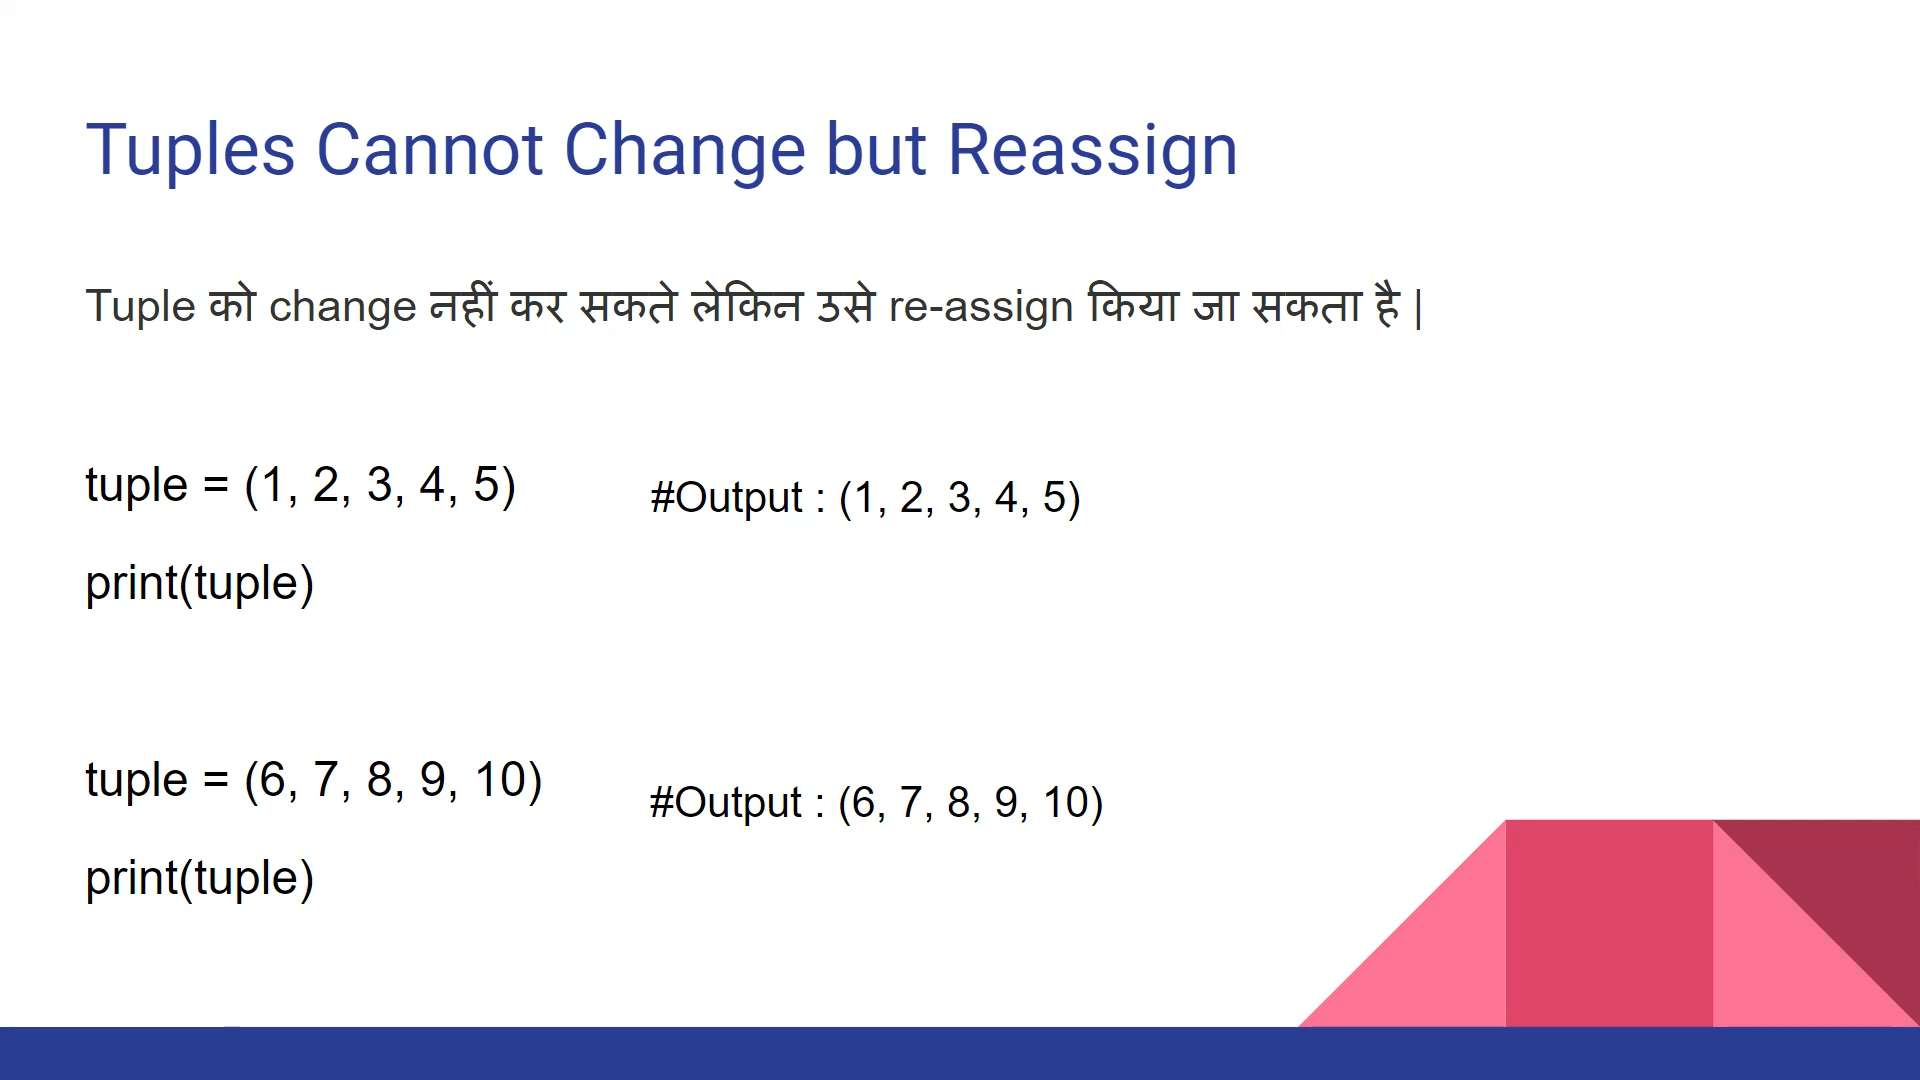 Tuples Cannot Change but Reassign
Tuple को change नहीं कर सकते लेकिन उसे re-assign किया जा सकता है |
tuple = (1, 2, 3, 4, 5)
#Output : (1, 2, 3, 4, 5)
print(tuple)
tuple = (6, 7, 8, 9, 10)
#Output : (6, 7, 8, 9, 10)
print(tuple)